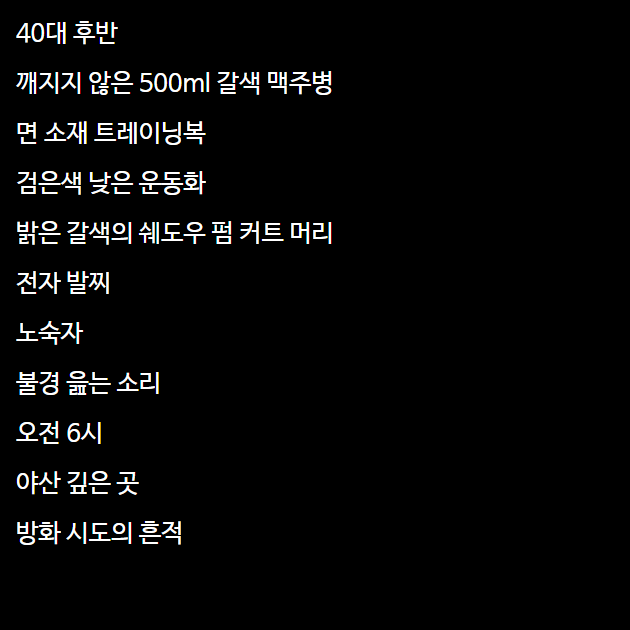 40대 후반
깨지지 않은 500ml 갈색 맥주병
면 소재 트레이닝복
검은색 낮은 운동화
밝은 갈색의 쉐도우 펌 커트 머리
전자 발찌
노숙자
불경 읊는 소리
오전 6시
야산 깊은 곳
방화 시도의 흔적